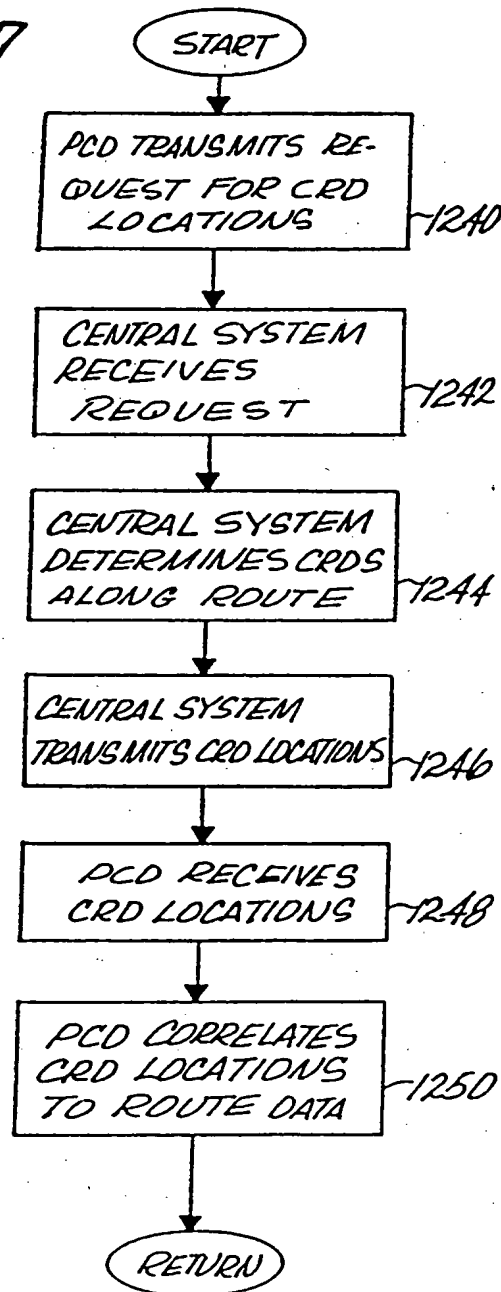 7
START
PCD TRANSMITS RE-
QUEST FOR CRD
LOCATIONS
1240
CENTRAL SYSTEM
RECEIVES
REQUEST
1242
CENTRAL SYSTEM
DETERMINES CRDS
ALONG ROUTE
1244
CENTRAL SYSTEM
TRANSMITS CRD LOCATIONS
1246
PCD RECEIVES
CRD LOCATIONS
1248
PCD CORRELATES
CRD LOCATIONS
TO ROUTE DATA
1250
RETURN